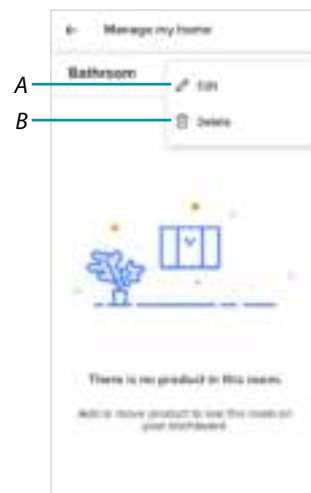 ← Manage my home
Bathroom
A
Edit
B
Delete
There is no product in this room.
Add or move product to see this room on
your dashboard